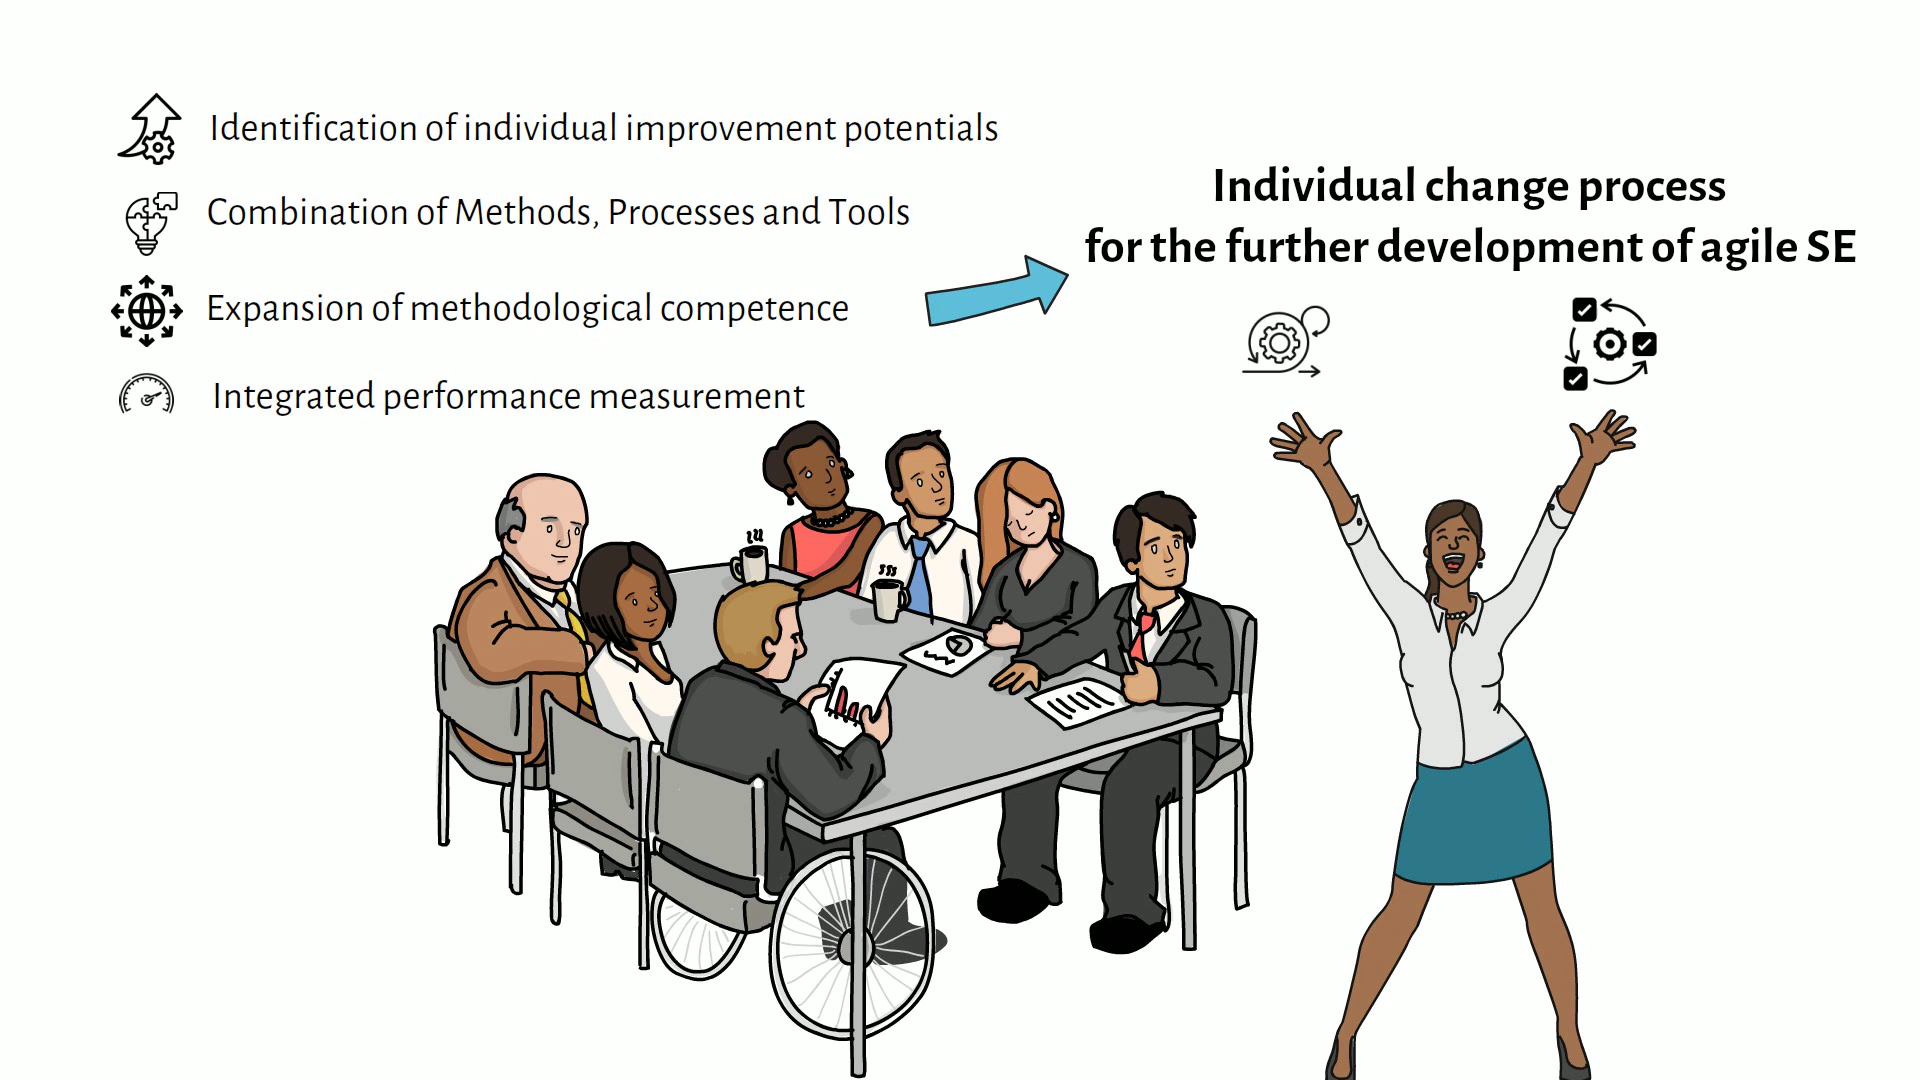 Identification of individual improvement potentials
Combination of Methods, Processes and Tools
Expansion of methodological competence
Integrated performance measurement
Individual change process
for the further development of agile SE